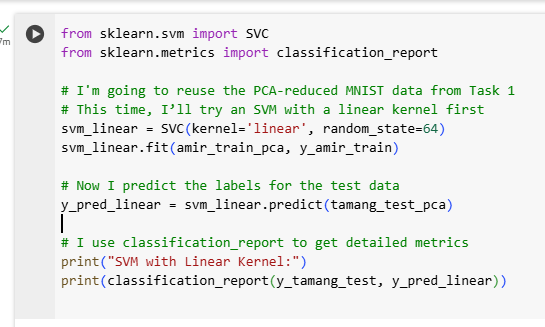 from sklearn.svm import SVC
from sklearn.metrics import classification_report
# I'm going to reuse the PCA-reduced MNIST data from Task 1
# This time, I’ll try an SVM with a linear kernel first
svm_linear = SVC(kernel='linear', random_state=64)
svm_linear.fit(amir_train_pca, y_amir_train)
# Now I predict the labels for the test data
y_pred_linear = svm_linear.predict(tamang_test_pca)
# I use classification_report to get detailed metrics
print("SVM with Linear Kernel:")
print(classification_report(y_tamang_test, y_pred_linear))